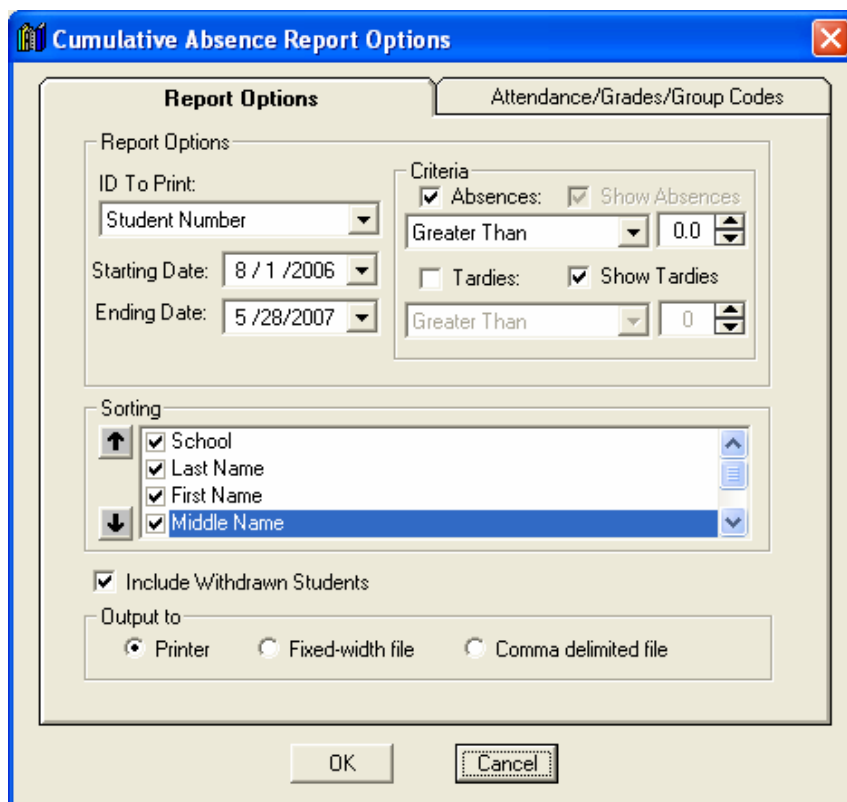 Cumulative Absence Report Options
Report Options
Attendance/Grades/Group Codes
Report Options
ID To Print:
Student Number
Starting Date: 8 / 1 /2006
Ending Date: 5 /28/2007
Criteria
Absences: Show Absences
Greater Than 0.0
Tardies: Show Tardies
Greater Than 0
Sorting
School
Last Name
First Name
Middle Name
Include Withdrawn Students
Output to
Printer Fixed-width file Comma delimited file
OK Cancel